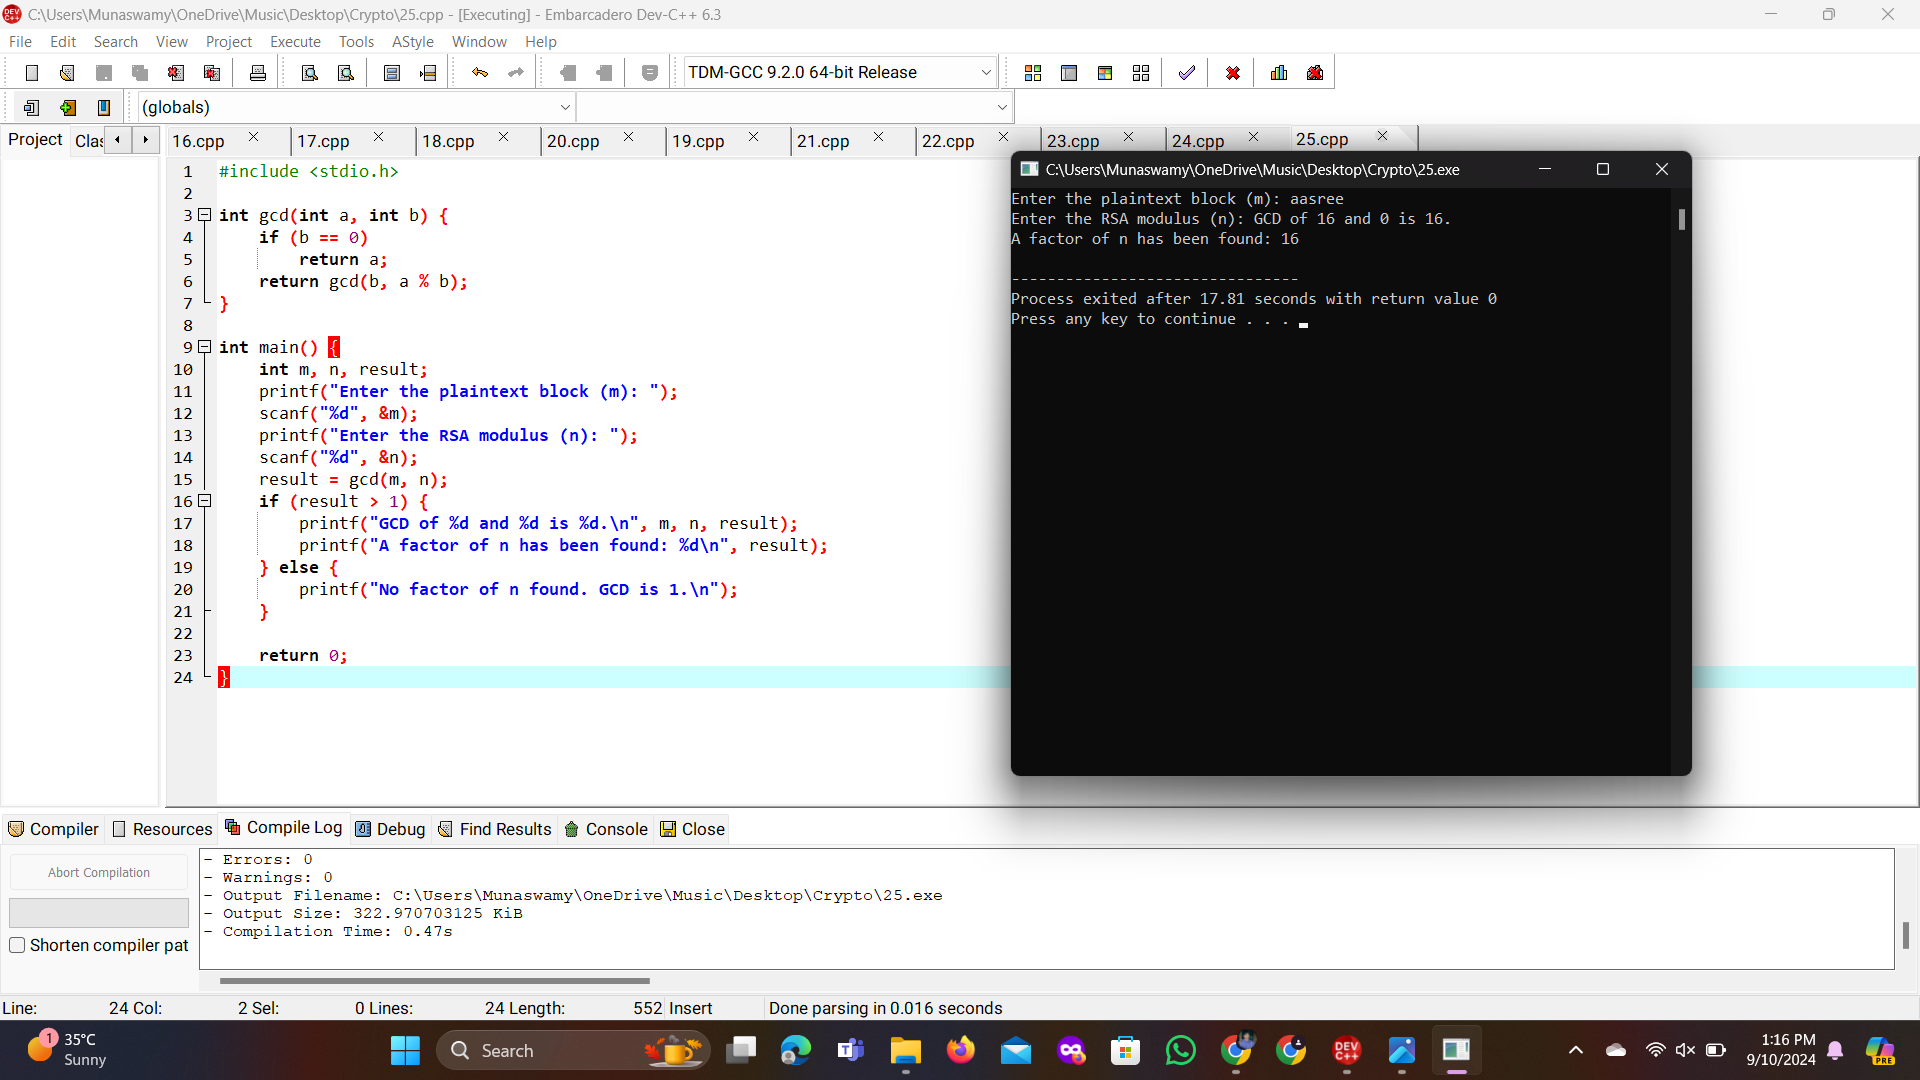 C:\Users\Munaswamy\OneDrive\Music\Desktop\Crypto\25.cpp - [Executing] - Embarcadero Dev-C++ 6.3
File Edit Search View Project Execute Tools AStyle Window Help
TDM-GCC 9.2.0 64-bit Release
(globals)
Project Clas 16.cpp 17.cpp 18.cpp 20.cpp 19.cpp 21.cpp 22.cpp 23.cpp 24.cpp 25.cpp
1 #include <stdio.h>
2
3 int gcd(int a, int b) {
4 if (b == 0)
5 return a;
6 return gcd(b, a % b);
7 }
8
9 int main() {
10 int m, n, result;
11 printf("Enter the plaintext block (m): ");
12 scanf("%d", &m);
13 printf("Enter the RSA modulus (n): ");
14 scanf("%d", &n);
15 result = gcd(m, n);
16 if (result > 1) {
17 printf("GCD of %d and %d is %d.\n", m, n, result);
18 printf("A factor of n has been found: %d\n", result);
19 } else {
20 printf("No factor of n found. GCD is 1.\n");
21 }
22
23 return 0;
24 }
C:\Users\Munaswamy\OneDrive\Music\Desktop\Crypto\25.exe
Enter the plaintext block (m): aasree
Enter the RSA modulus (n): GCD of 16 and 0 is 16.
A factor of n has been found: 16
--------------------------------
Process exited after 17.81 seconds with return value 0
Press any key to continue . . .
Compiler Resources Compile Log Debug Find Results Console Close
Abort Compilation
Shorten compiler pat
- Errors: 0
- Warnings: 0
- Output Filename: C:\Users\Munaswamy\OneDrive\Music\Desktop\Crypto\25.exe
- Output Size: 322.970703125 KiB
- Compilation Time: 0.47s
Line: 24 Col: 2 Sel: 0 Lines: 24 Length: 552 Insert Done parsing in 0.016 seconds
1 35°C
Sunny
Search
DEV C++
PRE
1:16 PM
9/10/2024